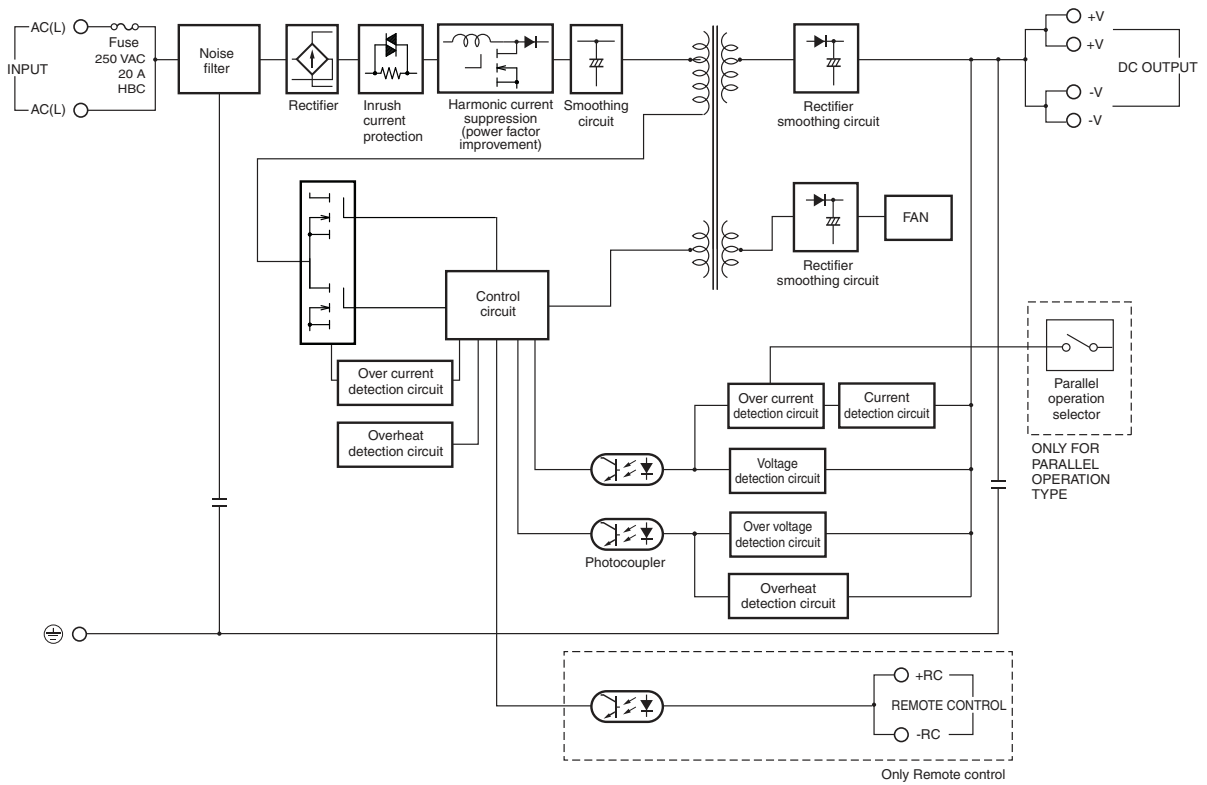 AC(L)
Fuse
250 VAC
20 A
HBC
INPUT
AC(L)
Noise
filter
Rectifier
Inrush
current
protection
Harmonic current
suppression
(power factor
improvement)
Smoothing
circuit
Rectifier
smoothing circuit
+V
+V
-V
-V
DC OUTPUT
Rectifier
smoothing circuit
FAN
Control
circuit
Over current
detection circuit
Overheat
detection circuit
Over current
detection circuit
Current
detection circuit
Parallel
operation
selector
ONLY FOR
PARALLEL
OPERATION
TYPE
Voltage
detection circuit
Photocoupler
Over voltage
detection circuit
Overheat
detection circuit
+RC
REMOTE CONTROL
-RC
Only Remote control